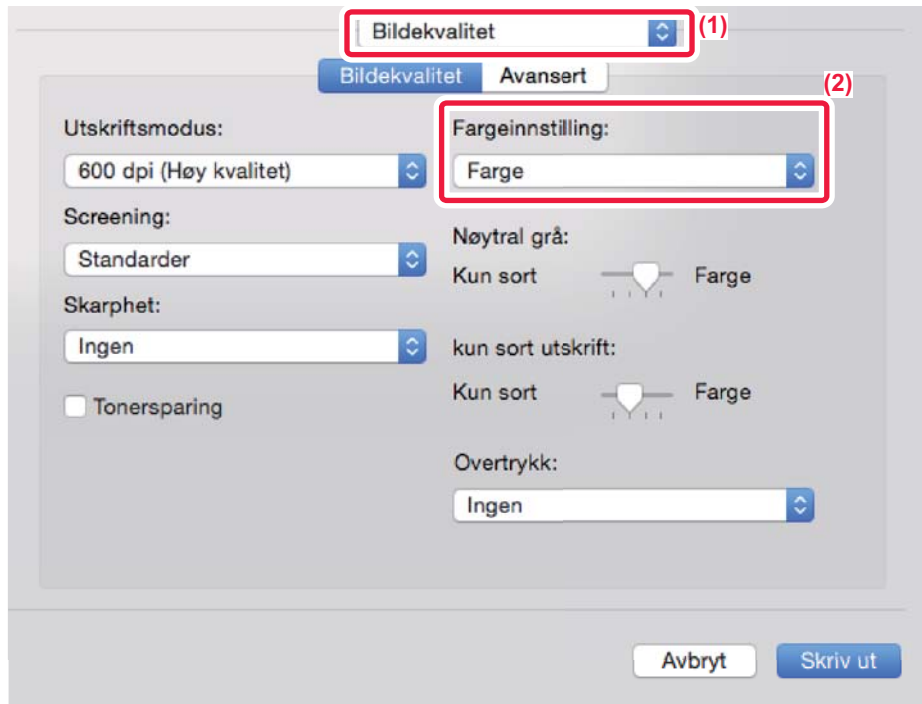 Bildekvalitet
(1)
Bildekvalitet Avansert
(2)
Utskriftsmodus:
600 dpi (Høy kvalitet)
Screening:
Standarder
Skarphet:
Ingen
Tonersparing
Fargeinnstilling:
Farge
Nøytral grå:
Kun sort Farge
kun sort utskrift:
Kun sort Farge
Overtrykk:
Ingen
Avbryt Skriv ut